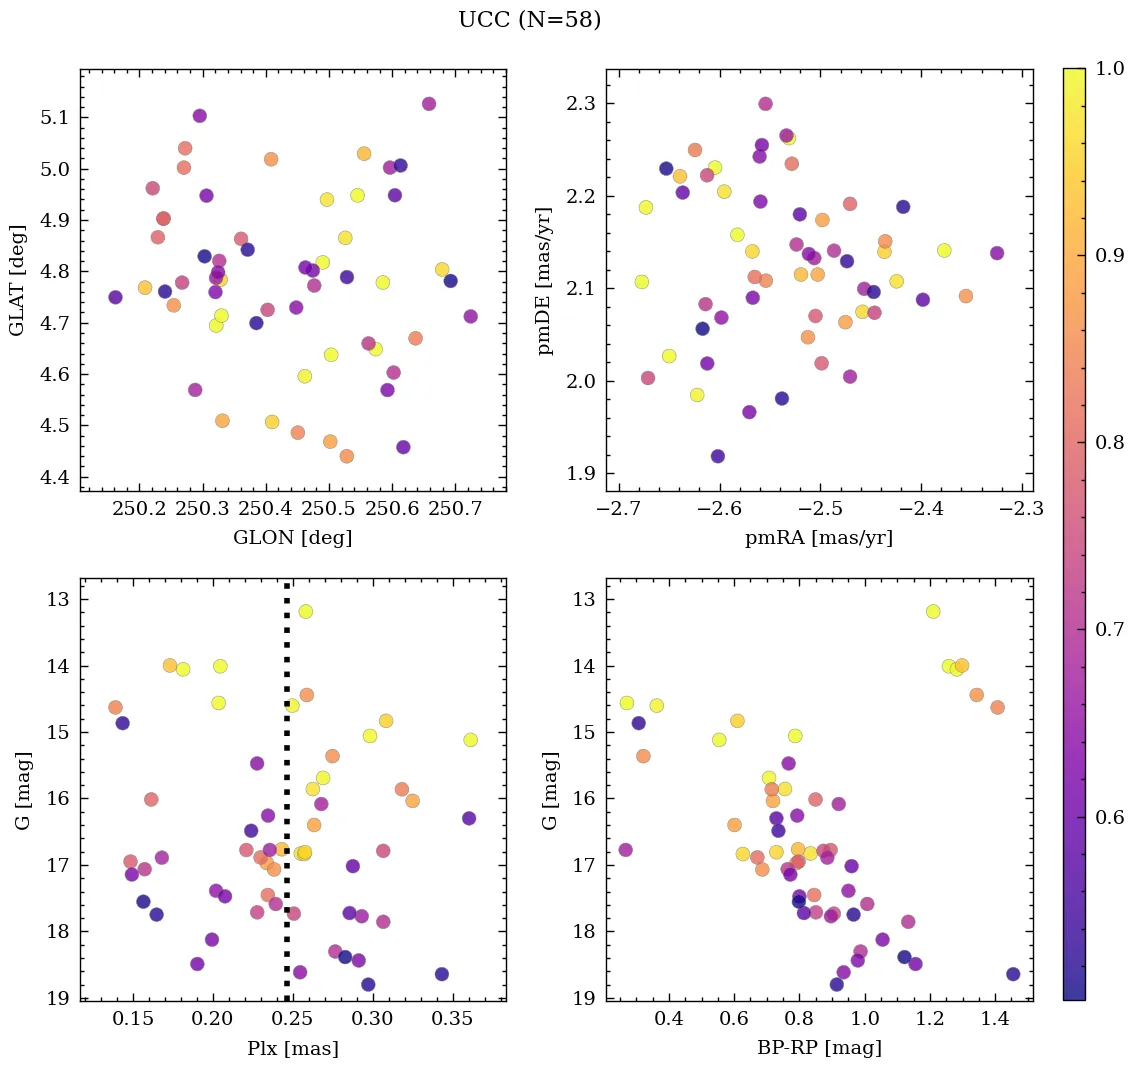 UCC (N=58)
5.1
5.0
4.9
4.8
4.7
4.6
4.5
4.4
GLAT [deg]
250.2 250.3 250.4 250.5 250.6 250.7
GLON [deg]
2.3
2.2
2.1
2.0
1.9
pmDE [mas/yr]
−2.7 −2.6 −2.5 −2.4 −2.3
pmRA [mas/yr]
1.0
0.9
0.8
0.7
0.6
13
14
15
16
17
18
19
G [mag]
0.15 0.20 0.25 0.30 0.35
Plx [mas]
13
14
15
16
17
18
19
G [mag]
0.4 0.6 0.8 1.0 1.2 1.4
BP-RP [mag]